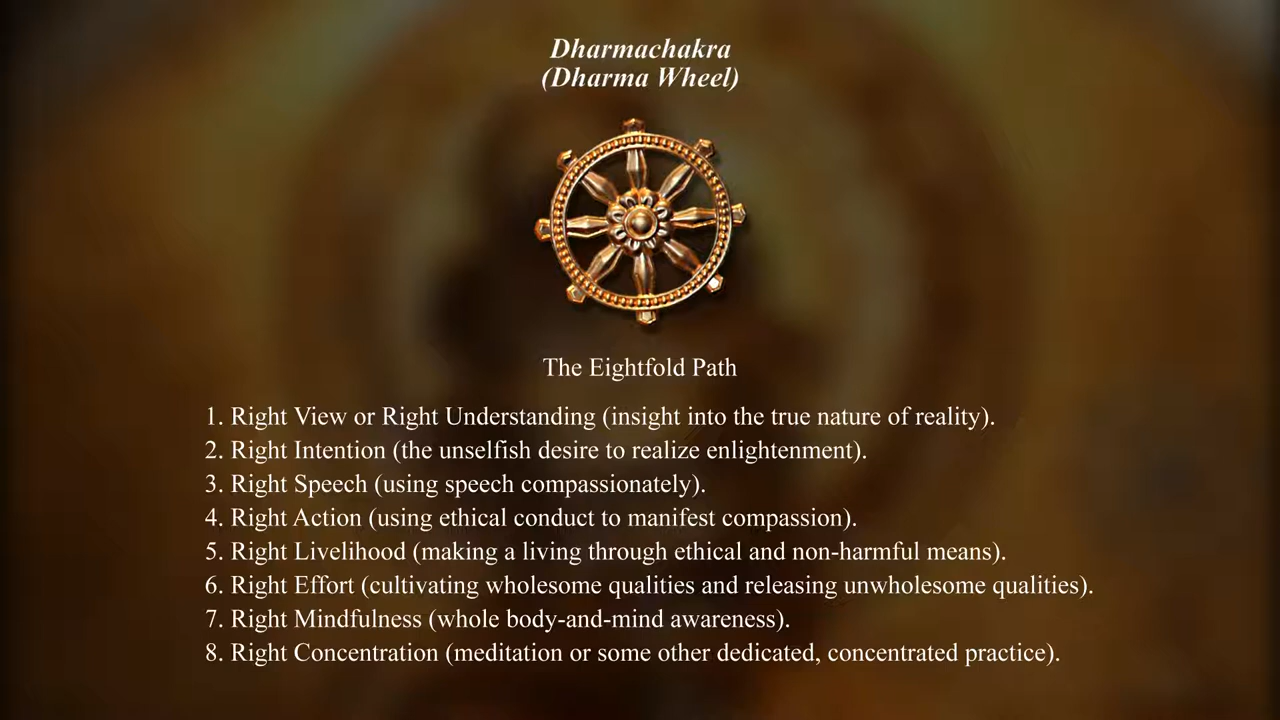 Dharmachakra
(Dharma Wheel)
The Eightfold Path
1. Right View or Right Understanding (insight into the true nature of reality).
2. Right Intention (the unselfish desire to realize enlightenment).
3. Right Speech (using speech compassionately).
4. Right Action (using ethical conduct to manifest compassion).
5. Right Livelihood (making a living through ethical and non-harmful means).
6. Right Effort (cultivating wholesome qualities and releasing unwholesome qualities).
7. Right Mindfulness (whole body-and-mind awareness).
8. Right Concentration (meditation or some other dedicated, concentrated practice).